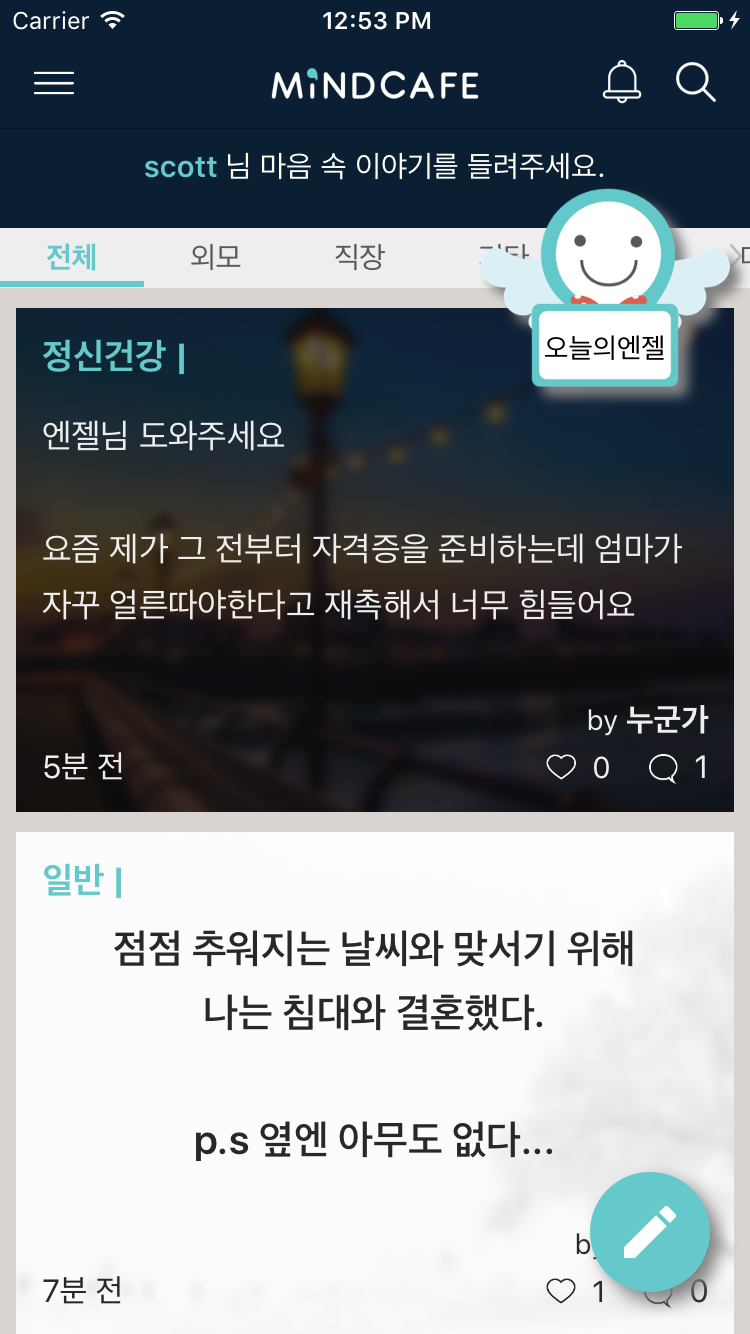 Carrier 12:53 PM
MiNDCAFE
scott 님 마음 속 이야기를 들려주세요.
전체 외모 직장
오늘의엔젤
정신건강 |
엔젤님 도와주세요
요즘 제가 그 전부터 자격증을 준비하는데 엄마가
자꾸 얼른따야한다고 재촉해서 너무 힘들어요
by 누군가
5분 전 0 1
일반 |
점점 추워지는 날씨와 맞서기 위해
나는 침대와 결혼했다.
p.s 옆엔 아무도 없다...
7분 전 1 0